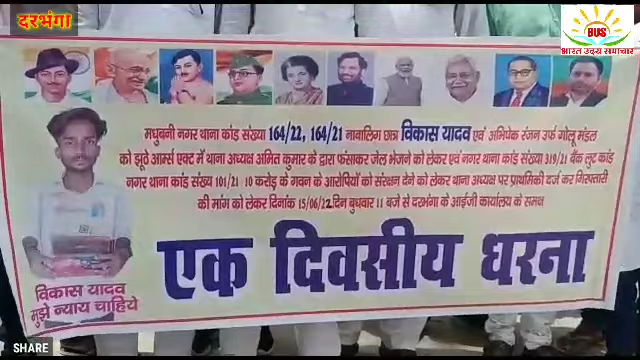 दरभंगा
BUS
भारत उदय समाचार
मधुबनी नगर थाना कांड संख्या 164/22, 164/21 नावालिग छात्र विकास यादव एवं अभिषेक रंजन उर्फ गोलू मंडल
को झूठे आर्म्स एक्ट में थाना अध्यक्ष अमित कुमार के द्वारा फंसाकर जेल भेजने को लेकर एवं नगर थाना कांड संख्या 319/21 बैंक लुट कांड
नगर थाना कांड संख्य 101/21 10 करोड़ के गवन के आरोपियों को संरक्षण देने को लेकर थाना अध्यक्ष पर प्राथमिकी दर्ज कर गिरफ्तारी
की मांग को लेकर दिनांक 15/06/22 दिन बुधवार 11 बजे से दरभंगा के आईजी कार्यालय के समक्ष
एक दिवसीय धरना
विकास यादव
मुझे न्याय चाहिये
SHARE